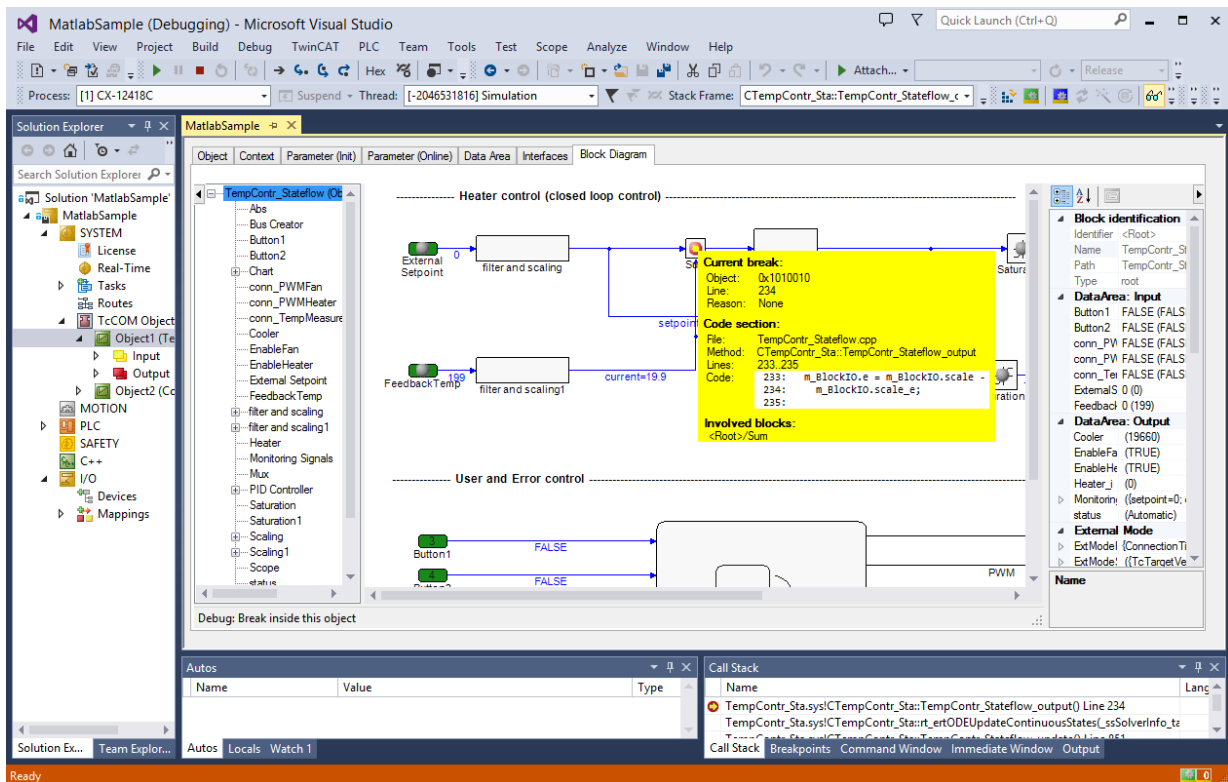 MatlabSample (Debugging) - Microsoft Visual Studio
Quick Launch (Ctrl+Q)
File Edit View Project Build Debug TwinCAT PLC Team Tools Test Scope Analyze Window Help
Hex Attach... Release
Process: [1] CX-12418C Suspend Thread: [-2046531816] Simulation Stack Frame: CTempContr_Sta::TempContr_Stateflow_c
Solution Explorer
Search Solution Explorer
Solution 'MatlabSample'
MatlabSample
SYSTEM
License
Real-Time
Tasks
Routes
TcCOM Object
Object1 (Te
Input
Output
Object2 (Cc
MOTION
PLC
SAFETY
C++
I/O
Devices
Mappings
Solution Ex... Team Explor...
MatlabSample
Object Context Parameter (Init) Parameter (Online) Data Area Interfaces Block Diagram
TempContr_Stateflow (Ob
Abs
Bus Creator
Button1
Button2
Chart
conn_PWMFan
conn_PWMHeater
conn_TempMeasure
Cooler
EnableFan
EnableHeater
External Setpoint
FeedbackTemp
filter and scaling
filter and scaling1
Heater
Monitoring Signals
Mux
PID Controller
Saturation
Saturation1
Scaling
Scaling1
Scope
status
Heater control (closed loop control)
External Setpoint
0
filter and scaling
Satura
setpoin
FeedbackTemp
199
filter and scaling1
current=19.9
ration
Current break:
Object: 0x1010010
Line: 234
Reason: None
Code section:
File: TempContr_Stateflow.cpp
Method: CTempContr_Sta::TempContr_Stateflow_output
Lines: 233..235
Code: 233: m_BlockIO.e = m_BlockIO.scale -
234: m_BlockIO.scale_e;
235:
Involved blocks:
<Root>/Sum
User and Error control
3
Button1
FALSE
4
FALSE
PWM
Debug: Break inside this object
Block identification
Identifier <Root>
Name TempContr_St
Path TempContr_St
Type root
DataArea: Input
Button1 FALSE (FALS
Button2 FALSE (FALS
conn_PW FALSE (FALS
conn_PW FALSE (FALS
conn_Te FALSE (FALS
ExternalS 0 (0)
Feedback 0 (199)
DataArea: Output
Cooler (19660)
EnableFa (TRUE)
EnableHe (TRUE)
Heater_i (0)
Monitorin ({setpoint=0;
status (Automatic)
External Mode
ExtModel {ConnectionTi
ExtMode ({TcTargetVe
Name
Autos
Name Value Type
Autos Locals Watch 1
Call Stack
Name Lang
TempContr_Sta.sys!CTempContr_Sta::TempContr_Stateflow_output() Line 234
TempContr_Sta.sys!CTempContr_Sta::rt_ertODEUpdateContinuousStates(_ssSolverInfo_ta
Call Stack Breakpoints Command Window Immediate Window Output
Ready
0